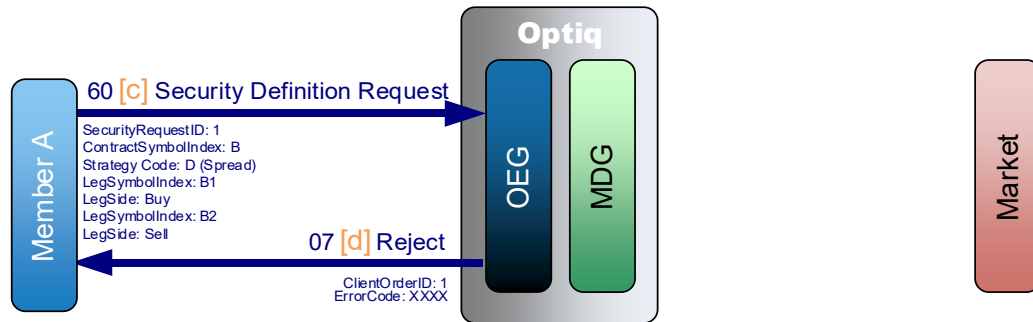 Optiq
Member A
60 [c] Security Definition Request
SecurityRequestID: 1
ContractSymbolIndex: B
Strategy Code: D (Spread)
LegSymbolIndex: B1
LegSide: Buy
LegSymbolIndex: B2
LegSide: Sell
07 [d] Reject
ClientOrderID: 1
ErrorCode: XXXX
OEG
MDG
Market